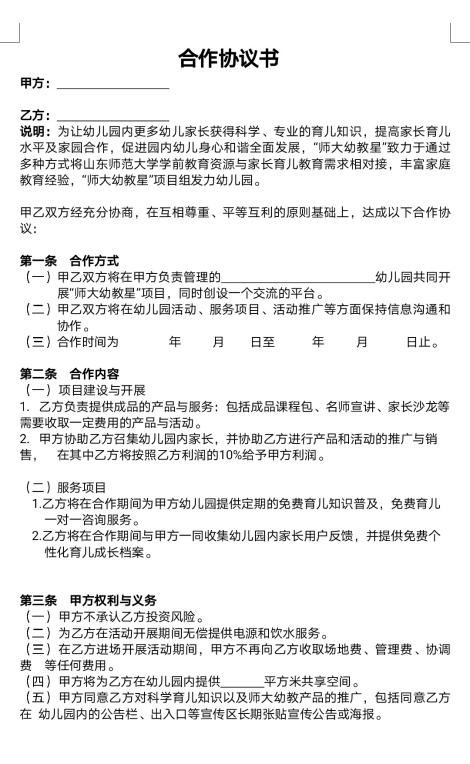 合作协议书
甲方：
乙方：
说明：为让幼儿园内更多幼儿家长获得科学、专业的育儿知识，提高家长育儿
水平及家园合作，促进园内幼儿身心和谐全面发展，“师大幼教星”致力于通过
多种方式将山东师范大学学前教育资源与家长育儿教育需求相对接，丰富家庭
教育经验，“师大幼教星”项目组发力幼儿园。
甲乙双方经充分协商，在互相尊重、平等互利的原则基础上，达成以下合作协
议：
第一条 合作方式
（一）甲乙双方将在甲方负责管理的________幼儿园共同开
展“师大幼教星”项目，同时创设一个交流的平台。
（二）甲乙双方将在幼儿园活动、服务项目、活动推广等方面保持信息沟通和
协作。
（三）合作时间为 年 月 日至 年 月 日止。
第二条 合作内容
（一）项目建设与开展
1. 乙方负责提供成品的产品与服务：包括成品课程包、名师宣讲、家长沙龙等
需要收取一定费用的产品与活动。
2. 甲方协助乙方召集幼儿园内家长，并协助乙方进行产品和活动的推广与销
售， 在其中乙方将按照乙方利润的10%给予甲方利润。
（二）服务项目
1.乙方将在合作期间为甲方幼儿园提供定期的免费育儿知识普及，免费育儿
一对一咨询服务。
2.乙方将在合作期间与甲方一同收集幼儿园内家长用户反馈，并提供免费个
性化育儿成长档案。
第三条 甲方权利与义务
（一）甲方不承认乙方投资风险。
（二）为乙方在活动开展期间无偿提供电源和饮水服务。
（三）在乙方进场开展活动期间，甲方不再向乙方收取场地费、管理费、协调
费 等任何费用。
（四）甲方将为乙方在幼儿园内提供______平方米共享空间。
（五）甲方同意乙方对科学育儿知识以及师大幼教产品的推广，包括同意乙方
在 幼儿园内的公告栏、出入口等宣传区长期张贴宣传公告或海报。